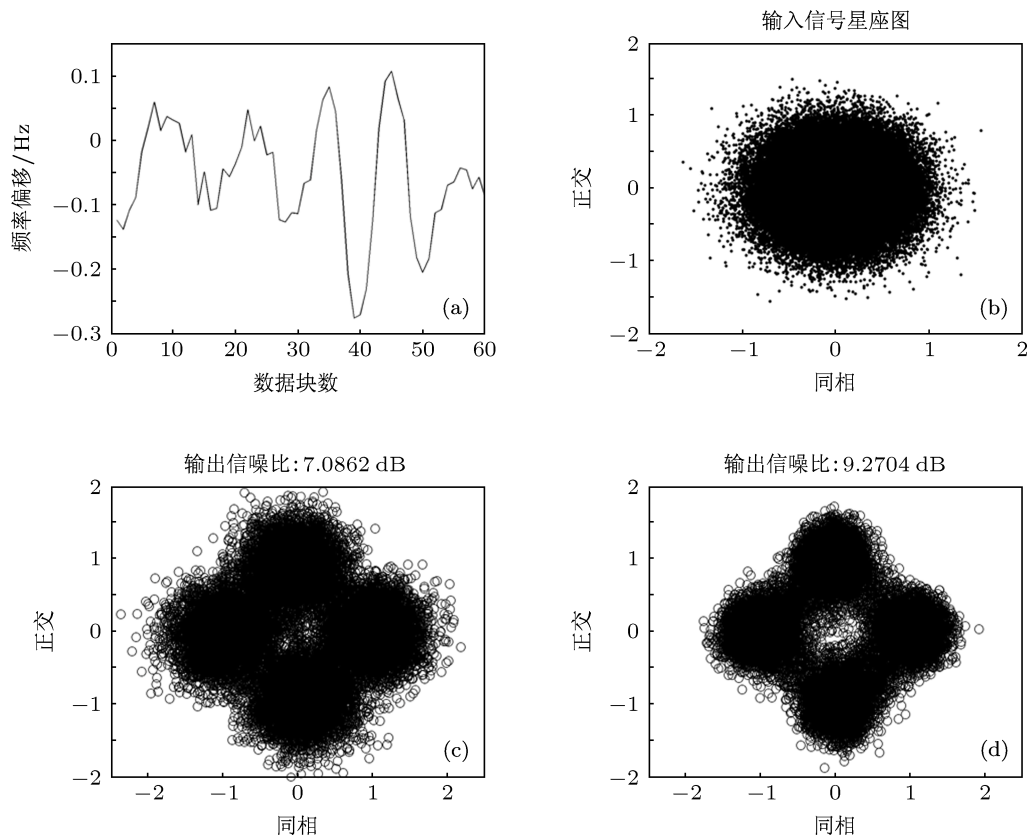 0.1
0
−0.1
−0.2
−0.3
频率偏移/Hz
(a)
0 10 20 30 40 50 60
数据块数
输入信号星座图
2
1
0
−1
−2
正交
(b)
−2 −1 0 1 2
同相
输出信噪比:7.0862 dB
2
1
0
−1
−2
正交
(c)
−2 −1 0 1 2
同相
输出信噪比:9.2704 dB
2
1
0
−1
−2
正交
(d)
−2 −1 0 1 2
同相